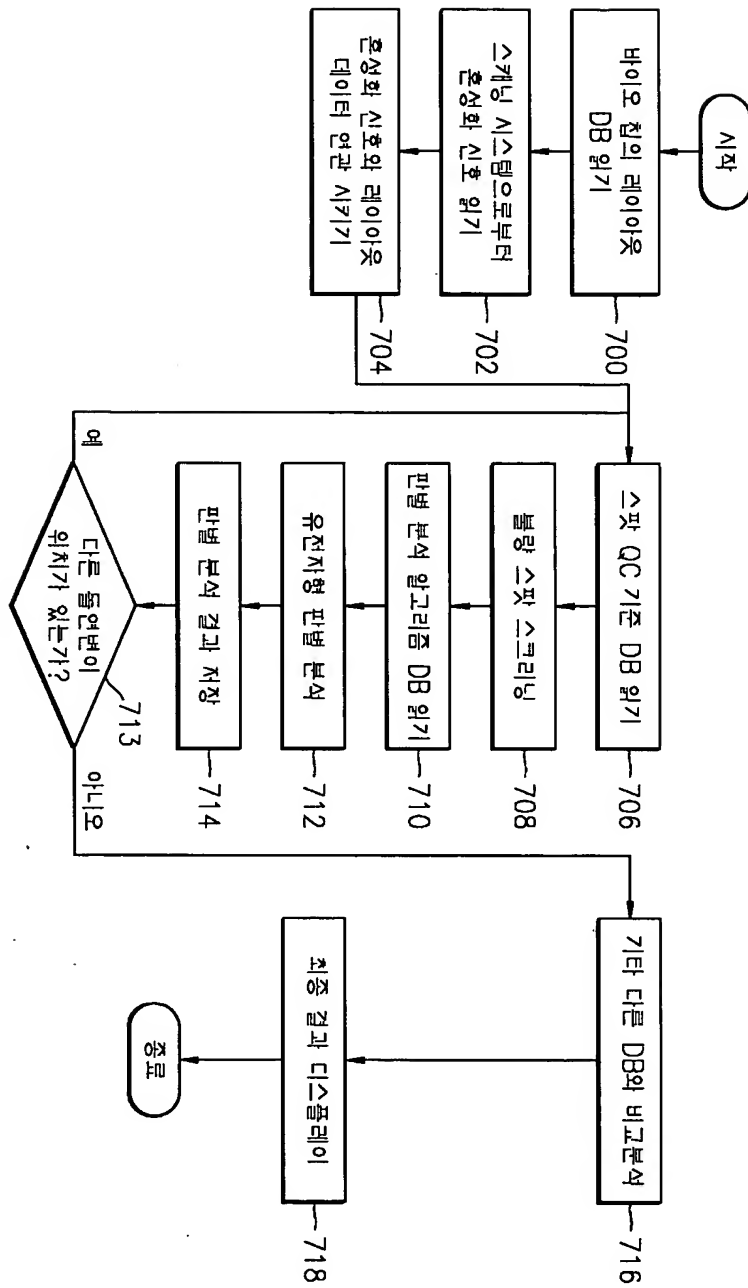 시작
바이오 칩의 레이아웃
DB 읽기
700
스캐닝 시스템으로부터
혼성화 신호 읽기
702
혼성화 신호와 레이아웃
데이터 연관 시키기
704
스팟 QC 기준 DB 읽기
706
불량 스팟 스크리닝
708
판별 분석 알고리즘 DB 읽기
710
유전자형 판별 분석
712
판별 분석 결과 저장
714
다른 돌연변이
위치가 있는가?
713
예
아니오
기타 다른 DB와 비교분석
716
최종 결과 디스플레이
718
종료